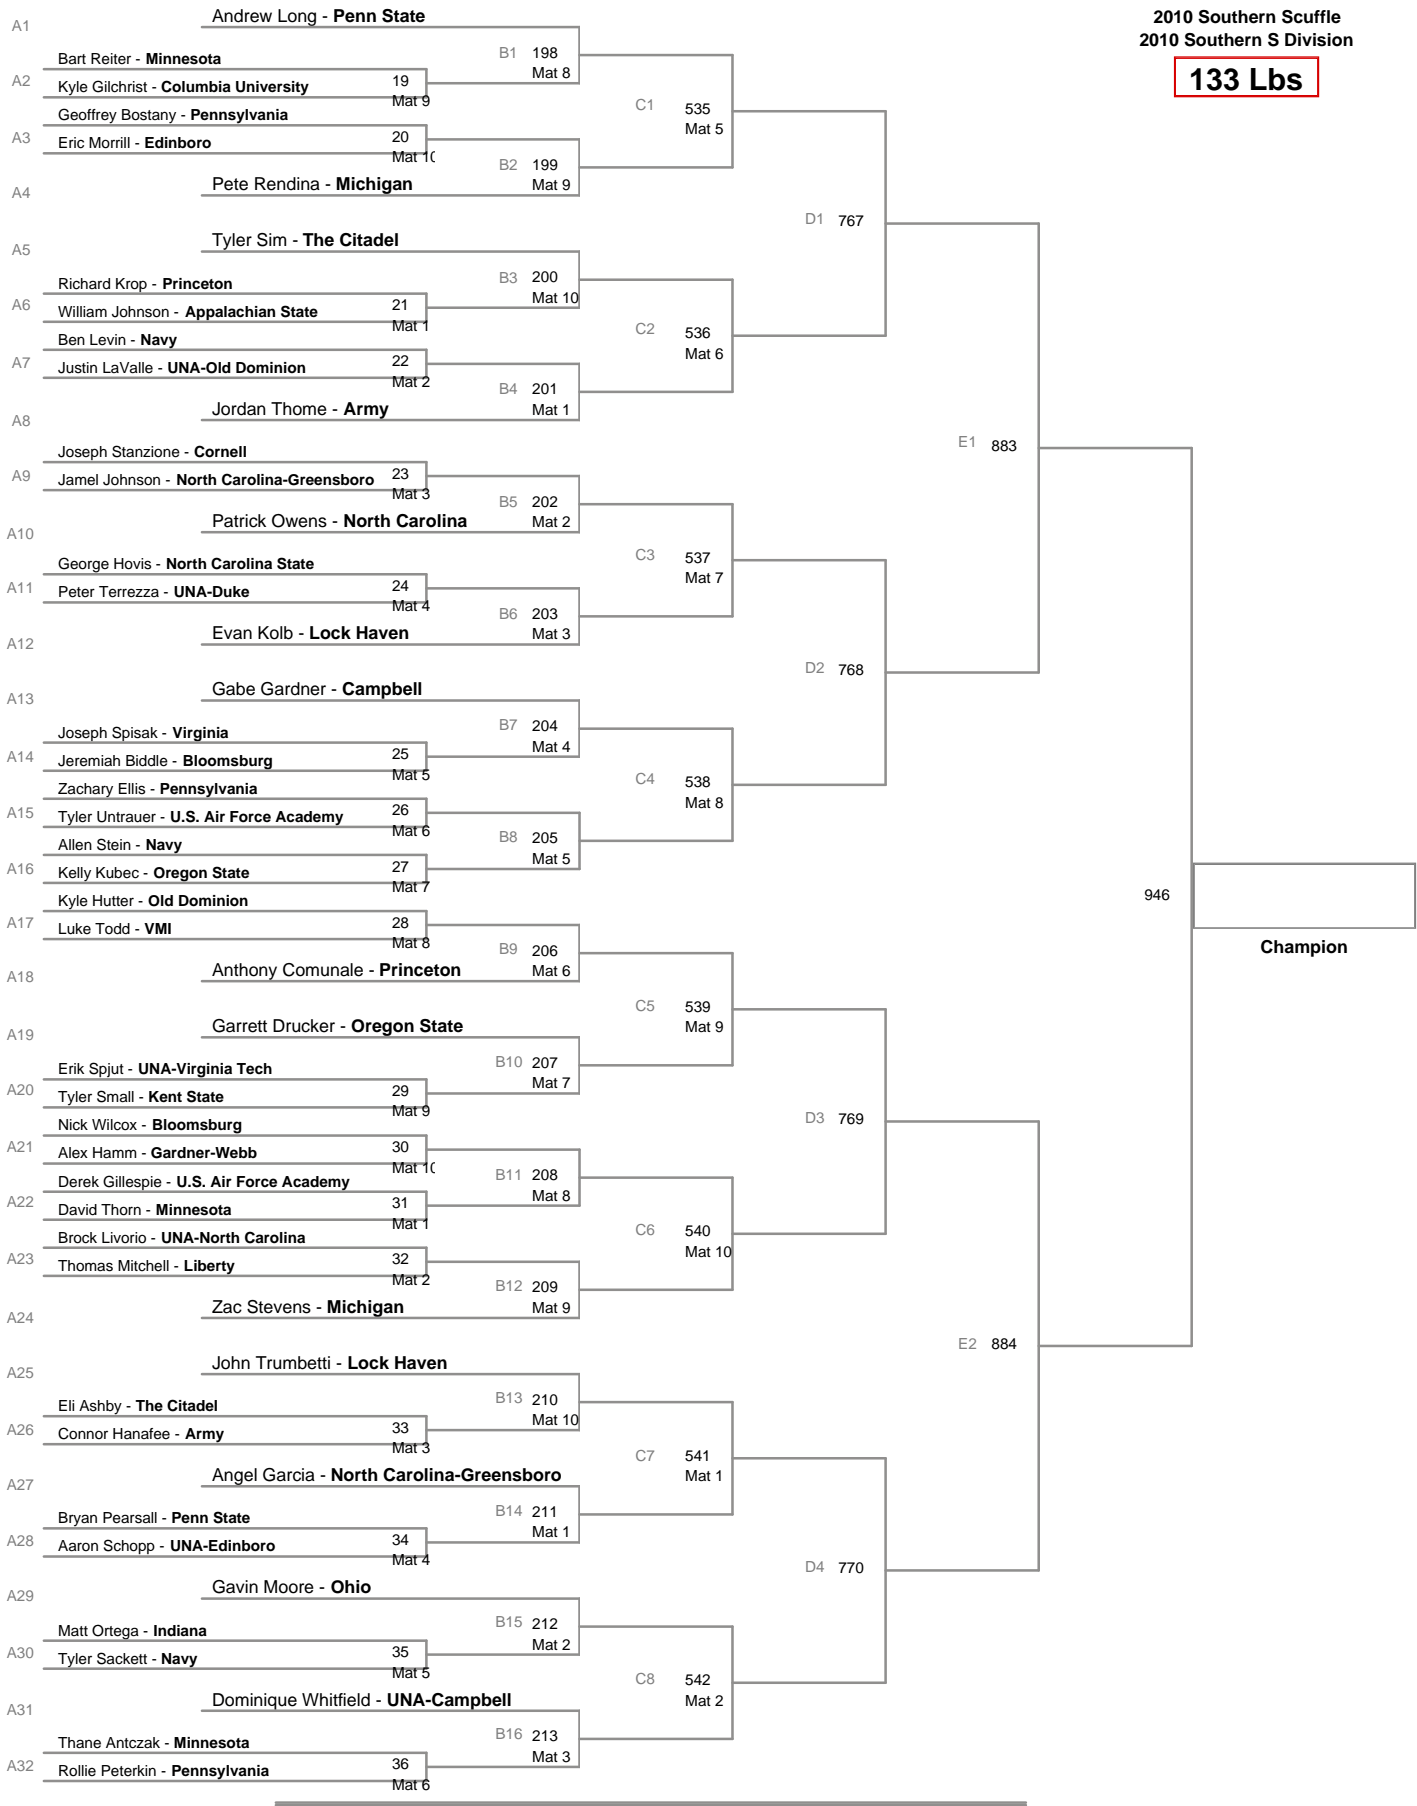 2010 Southern Scuffle
2010 Southern S Division
133 Lbs
A1 Andrew Long - Penn State
B1 198
Mat 8
Bart Reiter - Minnesota
A2 Kyle Gilchrist - Columbia University 19
Mat 9
C1 535
Mat 5
Geoffrey Bostany - Pennsylvania
A3 Eric Morrill - Edinboro 20
Mat 10
B2 199
Mat 9
A4 Pete Rendina - Michigan
D1 767
A5 Tyler Sim - The Citadel
B3 200
Mat 10
Richard Krop - Princeton
A6 William Johnson - Appalachian State 21
Mat 1
C2 536
Mat 6
Ben Levin - Navy
A7 Justin LaValle - UNA-Old Dominion 22
Mat 2
B4 201
Mat 1
A8 Jordan Thome - Army
E1 883
Joseph Stanzione - Cornell
A9 Jamel Johnson - North Carolina-Greensboro 23
Mat 3
B5 202
Mat 2
A10 Patrick Owens - North Carolina
C3 537
Mat 7
George Hovis - North Carolina State
A11 Peter Terrezza - UNA-Duke 24
Mat 4
B6 203
Mat 3
A12 Evan Kolb - Lock Haven
D2 768
A13 Gabe Gardner - Campbell
B7 204
Mat 4
Joseph Spisak - Virginia
A14 Jeremiah Biddle - Bloomsburg 25
Mat 5
C4 538
Mat 8
Zachary Ellis - Pennsylvania
A15 Tyler Untrauer - U.S. Air Force Academy 26
Mat 6
B8 205
Mat 5
Allen Stein - Navy
A16 Kelly Kubec - Oregon State 27
Mat 7
946
Champion
Kyle Hutter - Old Dominion
A17 Luke Todd - VMI 28
Mat 8
B9 206
Mat 6
A18 Anthony Comunale - Princeton
C5 539
Mat 9
A19 Garrett Drucker - Oregon State
B10 207
Mat 7
Erik Spjut - UNA-Virginia Tech
A20 Tyler Small - Kent State 29
Mat 9
D3 769
Nick Wilcox - Bloomsburg
A21 Alex Hamm - Gardner-Webb 30
Mat 10
B11 208
Mat 8
Derek Gillespie - U.S. Air Force Academy
A22 David Thorn - Minnesota 31
Mat 1
C6 540
Mat 10
Brock Livorio - UNA-North Carolina
A23 Thomas Mitchell - Liberty 32
Mat 2
B12 209
Mat 9
A24 Zac Stevens - Michigan
E2 884
A25 John Trumbetti - Lock Haven
B13 210
Mat 10
Eli Ashby - The Citadel
A26 Connor Hanafee - Army 33
Mat 3
C7 541
Mat 1
A27 Angel Garcia - North Carolina-Greensboro
B14 211
Mat 1
Bryan Pearsall - Penn State
A28 Aaron Schopp - UNA-Edinboro 34
Mat 4
D4 770
A29 Gavin Moore - Ohio
B15 212
Mat 2
Matt Ortega - Indiana
A30 Tyler Sackett - Navy 35
Mat 5
C8 542
Mat 2
A31 Dominique Whitfield - UNA-Campbell
B16 213
Mat 3
Thane Antczak - Minnesota
A32 Rollie Peterkin - Pennsylvania 36
Mat 6